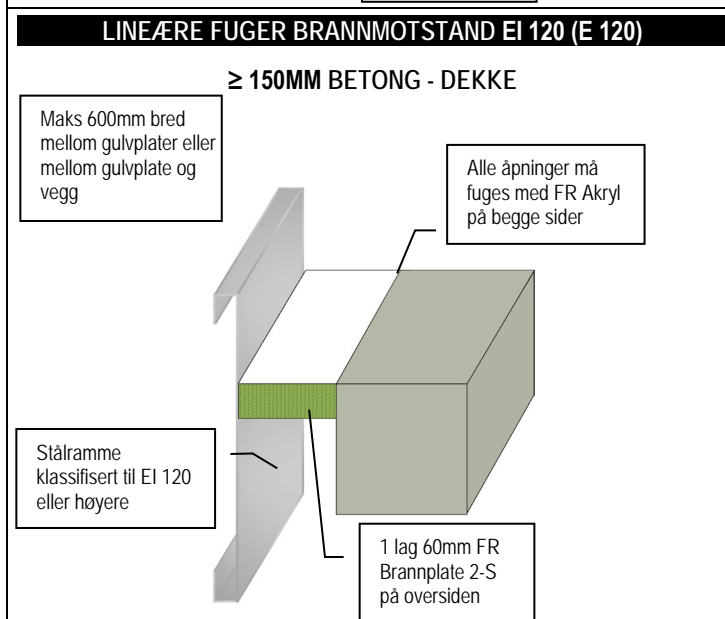 LINEÆRE FUGER BRANNMOTSTAND EI 120 (E 120)
≥ 150MM BETONG - DEKKE
Maks 600mm bred
mellom gulvplater eller
mellom gulvplate og
vegg
Alle åpninger må
fuges med FR Akryl
på begge sider
Stålramme
klassifisert til EI 120
eller høyere
1 lag 60mm FR
Brannplate 2-S
på oversiden